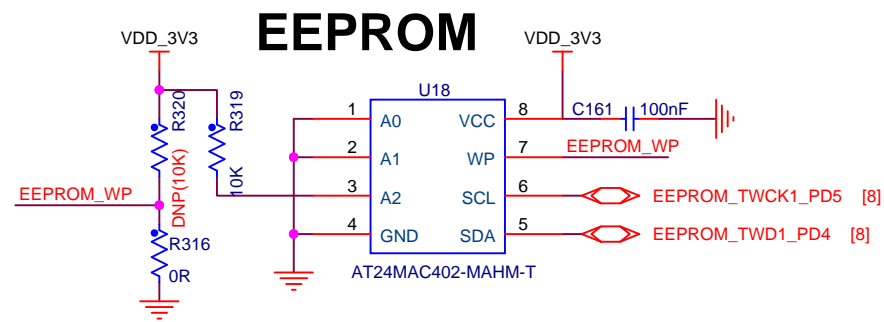 EEPROM
VDD_3V3
VDD_3V3
R320
DNP(10K)
R319
10K
EEPROM_WP
R316
0R
U18
1 A0
2 A1
3 A2
4 GND
VCC 8
WP 7
SCL 6
SDA 5
AT24MAC402-MAHM-T
C161 100nF
EEPROM_WP
EEPROM_TWCK1_PD5 [8]
EEPROM_TWD1_PD4 [8]